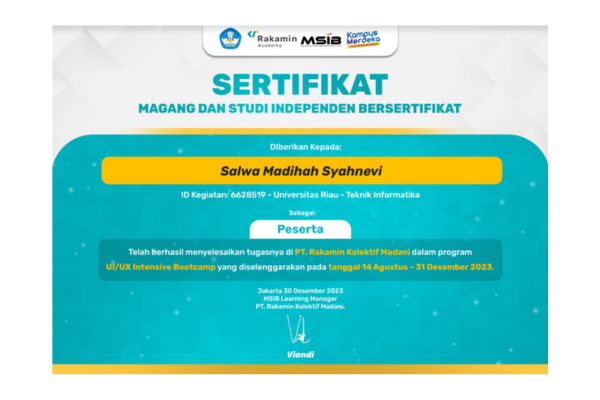 Rakamin
Academy
MSIB
Kampus
Merdeka
SERTIFIKAT
MAGANG DAN STUDI INDEPENDEN BERSERTIFIKAT
DIberikan Kepada:
Salwa Madihah Syahnevi
ID Kegiatan: 6628519 - Universitas Riau - Teknik Informatika
Sebagai:
Peserta
Telah Berhasil menyelesaikan tugasnya di PT. Rakamin Kolektif Madani dalam program
UI/UX Intensive Bootcamp yang diselenggarakan pada tanggal 14 Agustus - 31 Desember 2023.
Jakarta 30 Desember 2023
MSIB Learning Manager
PT. Rakamin Kolektif Madani.
Viandi